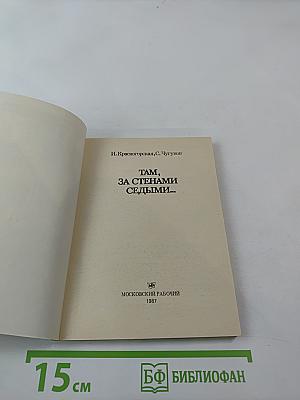 И. Красногорская, С. Чугунов
ТАМ,
ЗА СТЕНАМИ
СЕДЫМИ...
МОСКОВСКИЙ РАБОЧИЙ
1987
15 см
БФ БИБЛИОФАН